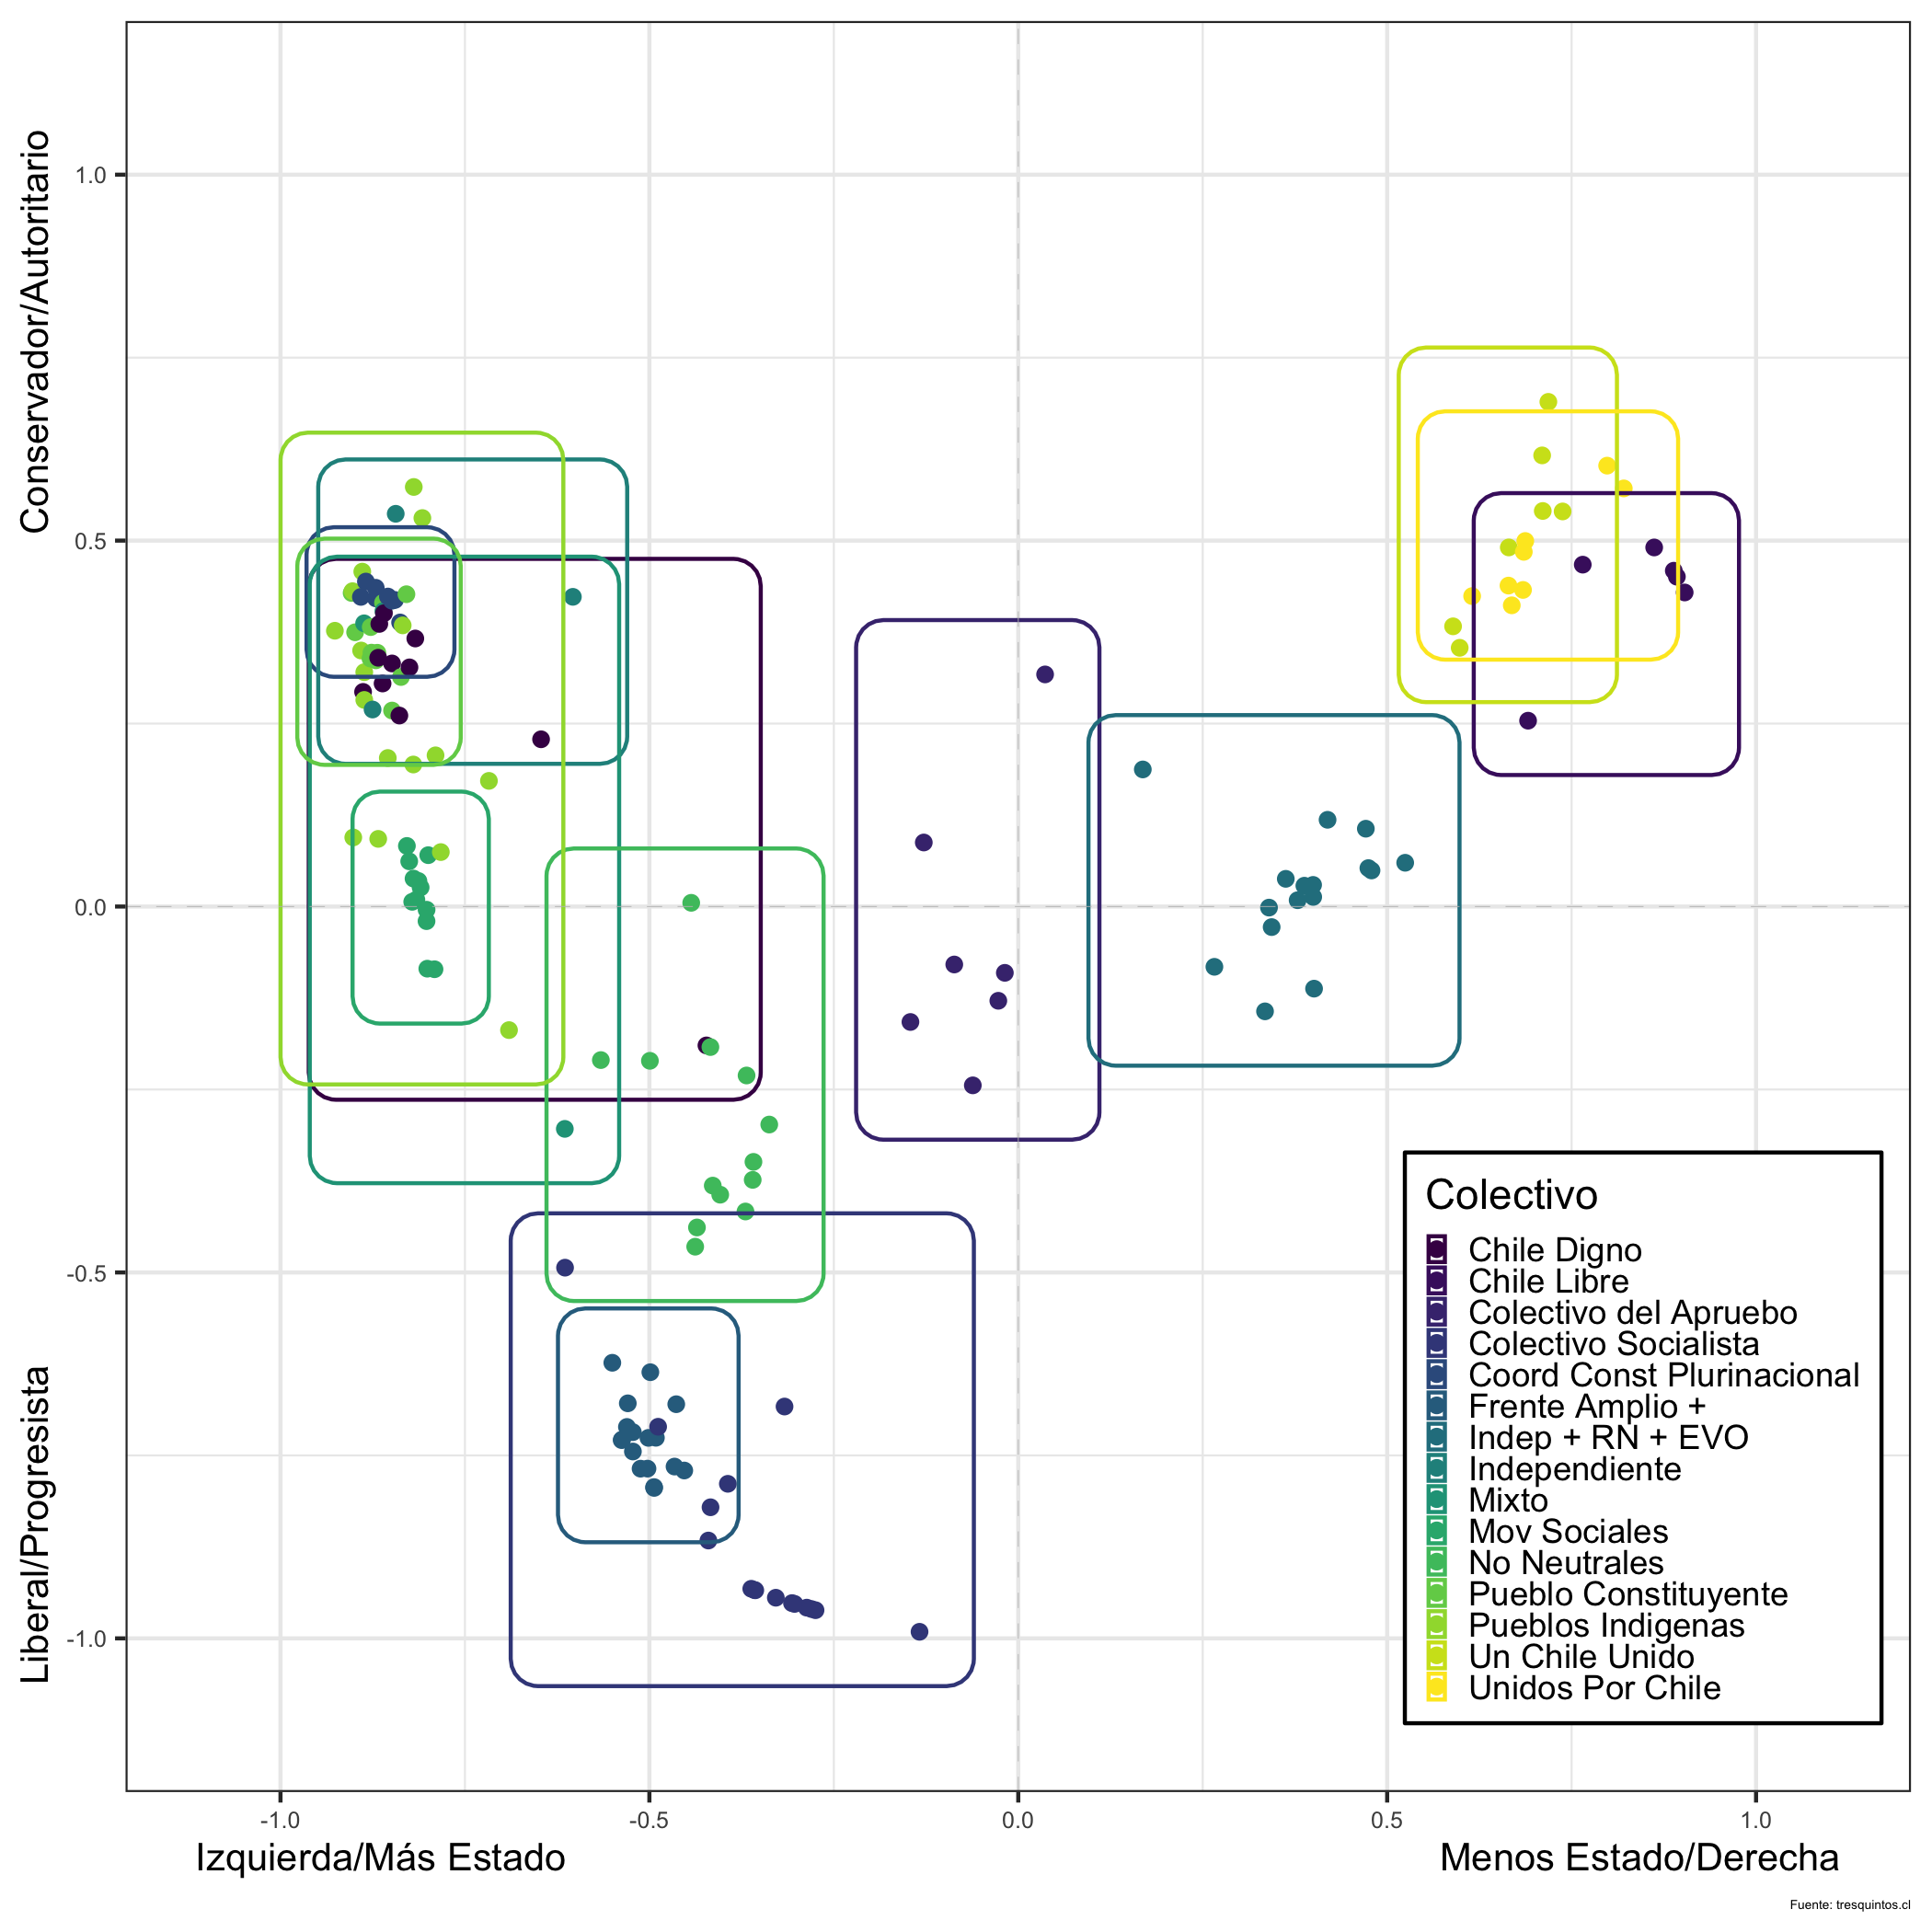 Conservador/Autoritario
Liberal/Progresista
1.0
0.5
0.0
-0.5
-1.0
Colectivo
Chile Digno
Chile Libre
Colectivo del Apruebo
Colectivo Socialista
Coord Const Plurinacional
Frente Amplio +
Indep + RN + EVO
Independiente
Mixto
Mov Sociales
No Neutrales
Pueblo Constituyente
Pueblos Indigenas
Un Chile Unido
Unidos Por Chile
-1.0 -0.5 0.0 0.5 1.0
Izquierda/Más Estado Menos Estado/Derecha
Fuente: tresquintos.cl